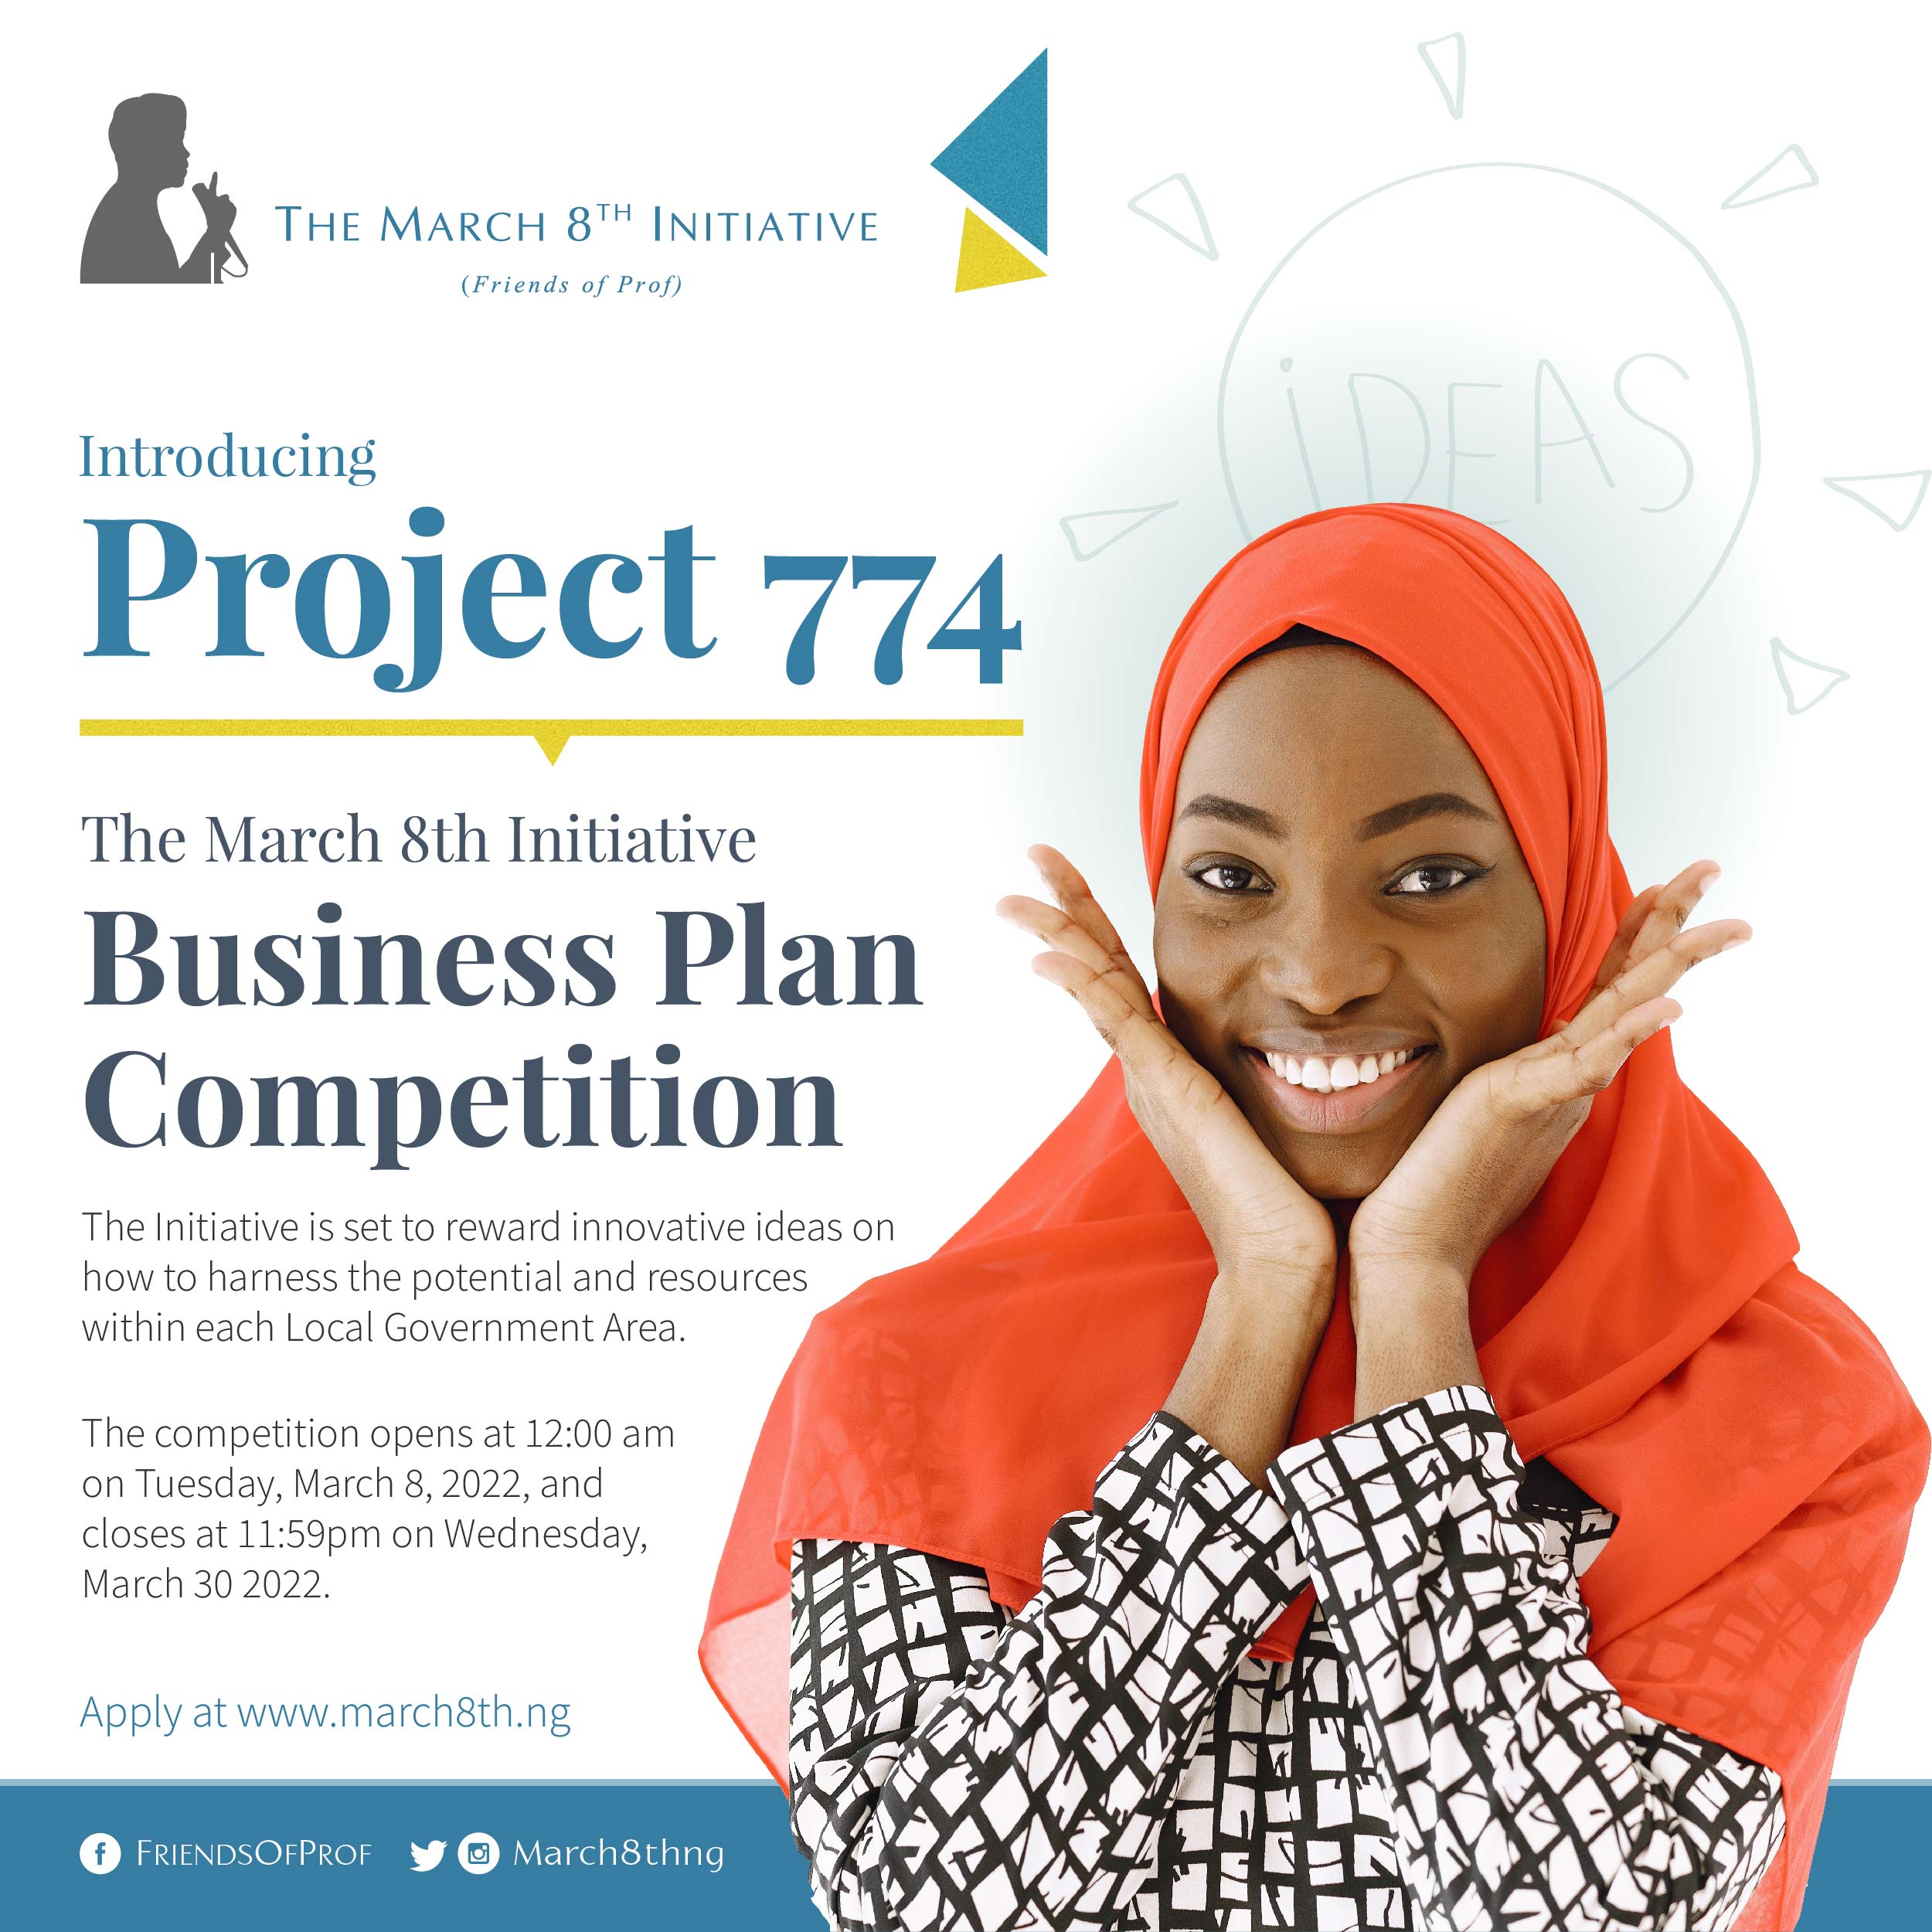 THE MARCH 8TH INITIATIVE
(Friends of Prof)
iDEAS
Introducing
Project 774
The March 8th Initiative
Business Plan
Competition
The Initiative is set to reward innovative ideas on
how to harness the potential and resources
within each Local Government Area.
The competition opens at 12:00 am
on Tuesday, March 8, 2022, and
closes at 11:59pm on Wednesday,
March 30 2022.
Apply at www.march8th.ng
FRIENDSOFPROF March8thng